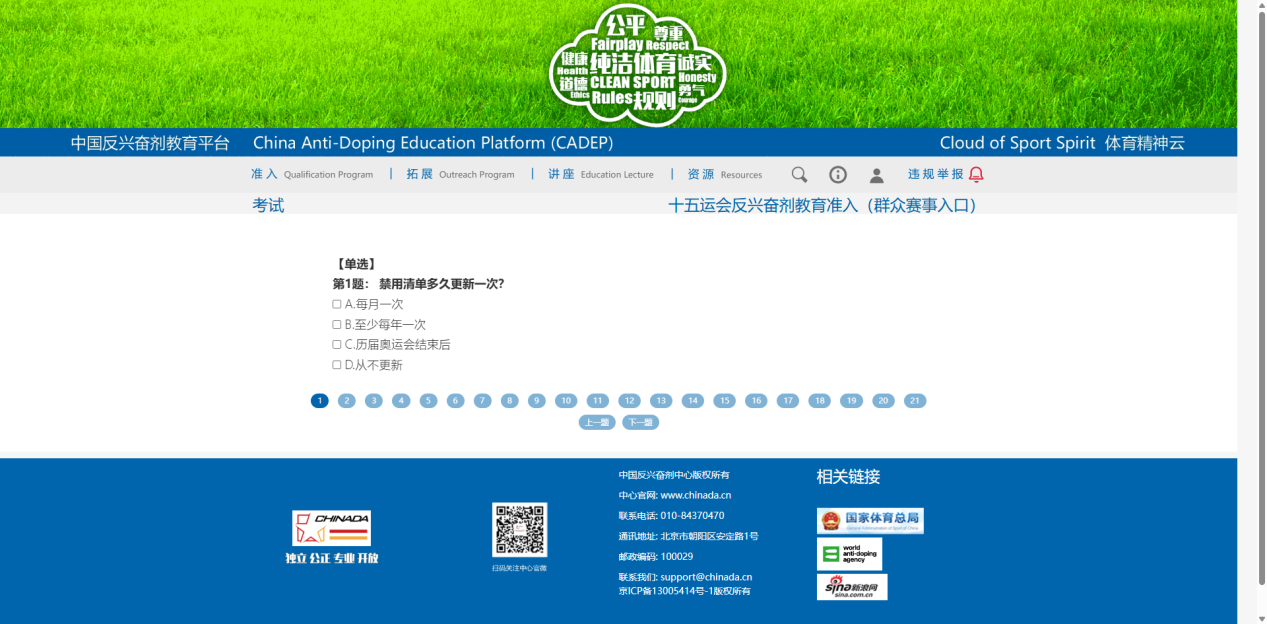 公平 尊重
Fairplay Respect
健康 纯洁体育 诚实
Health CLEAN SPORT Honesty
道德 勇气
Ethics Rules 规则 Courage
中国反兴奋剂教育平台 China Anti-Doping Education Platform (CADEP) Cloud of Sport Spirit 体育精神云
准入 Qualification Program | 拓展 Outreach Program | 讲座 Education Lecture | 资源 Resources 违规举报
考试 十五运会反兴奋剂教育准入（群众赛事入口）
【单选】
第1题： 禁用清单多久更新一次?
A.每月一次
B.至少每年一次
C.历届奥运会结束后
D.从不更新
1 2 3 4 5 6 7 8 9 10 11 12 13 14 15 16 17 18 19 20 21
上一题 下一题
CHINADA
独立 公正 专业 开放
扫码关注中心官微
中国反兴奋剂中心版权所有
中心官网: www.chinada.cn
联系电话: 010-84370470
通讯地址: 北京市朝阳区安定路1号
邮政编码: 100029
联系我们: support@chinada.cn
京ICP备13005414号-1版权所有
相关链接
国家体育总局
world
anti-doping
agency
sina新浪网
sina.com.cn